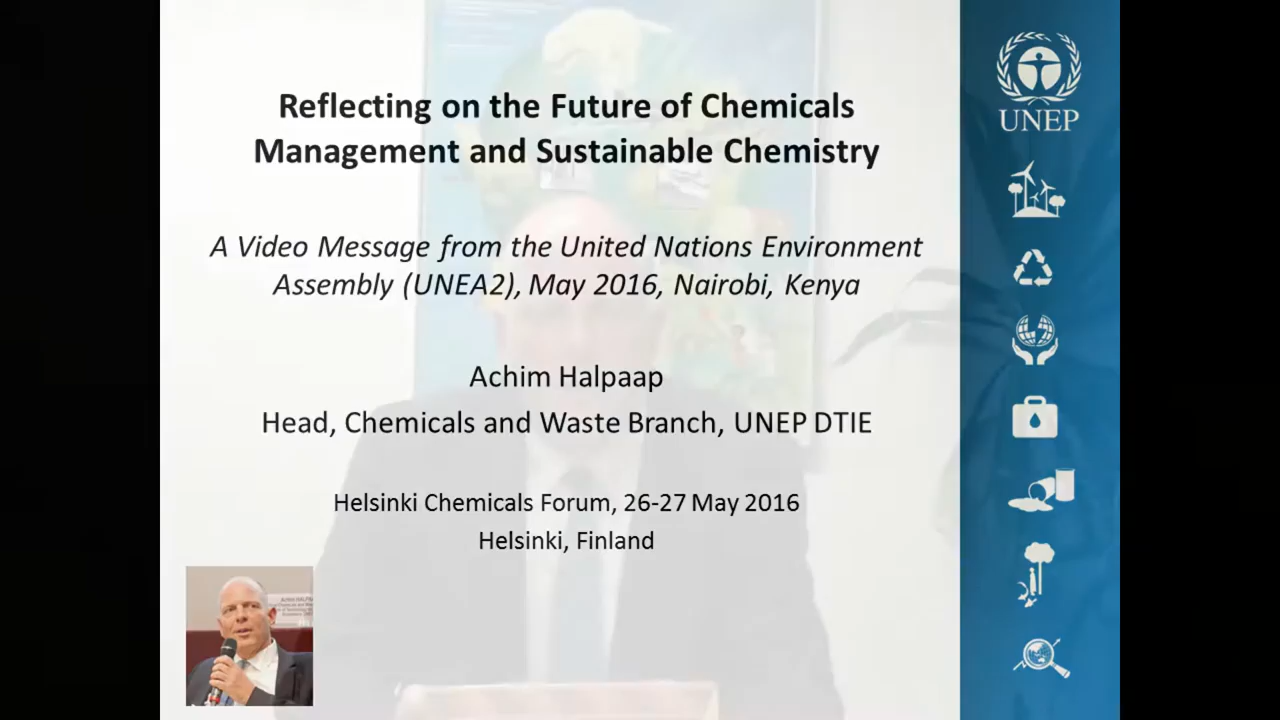 Reflecting on the Future of Chemicals
Management and Sustainable Chemistry
A Video Message from the United Nations Environment
Assembly (UNEA2), May 2016, Nairobi, Kenya
Achim Halpaap
Head, Chemicals and Waste Branch, UNEP DTIE
Helsinki Chemicals Forum, 26-27 May 2016
Helsinki, Finland
UNEP